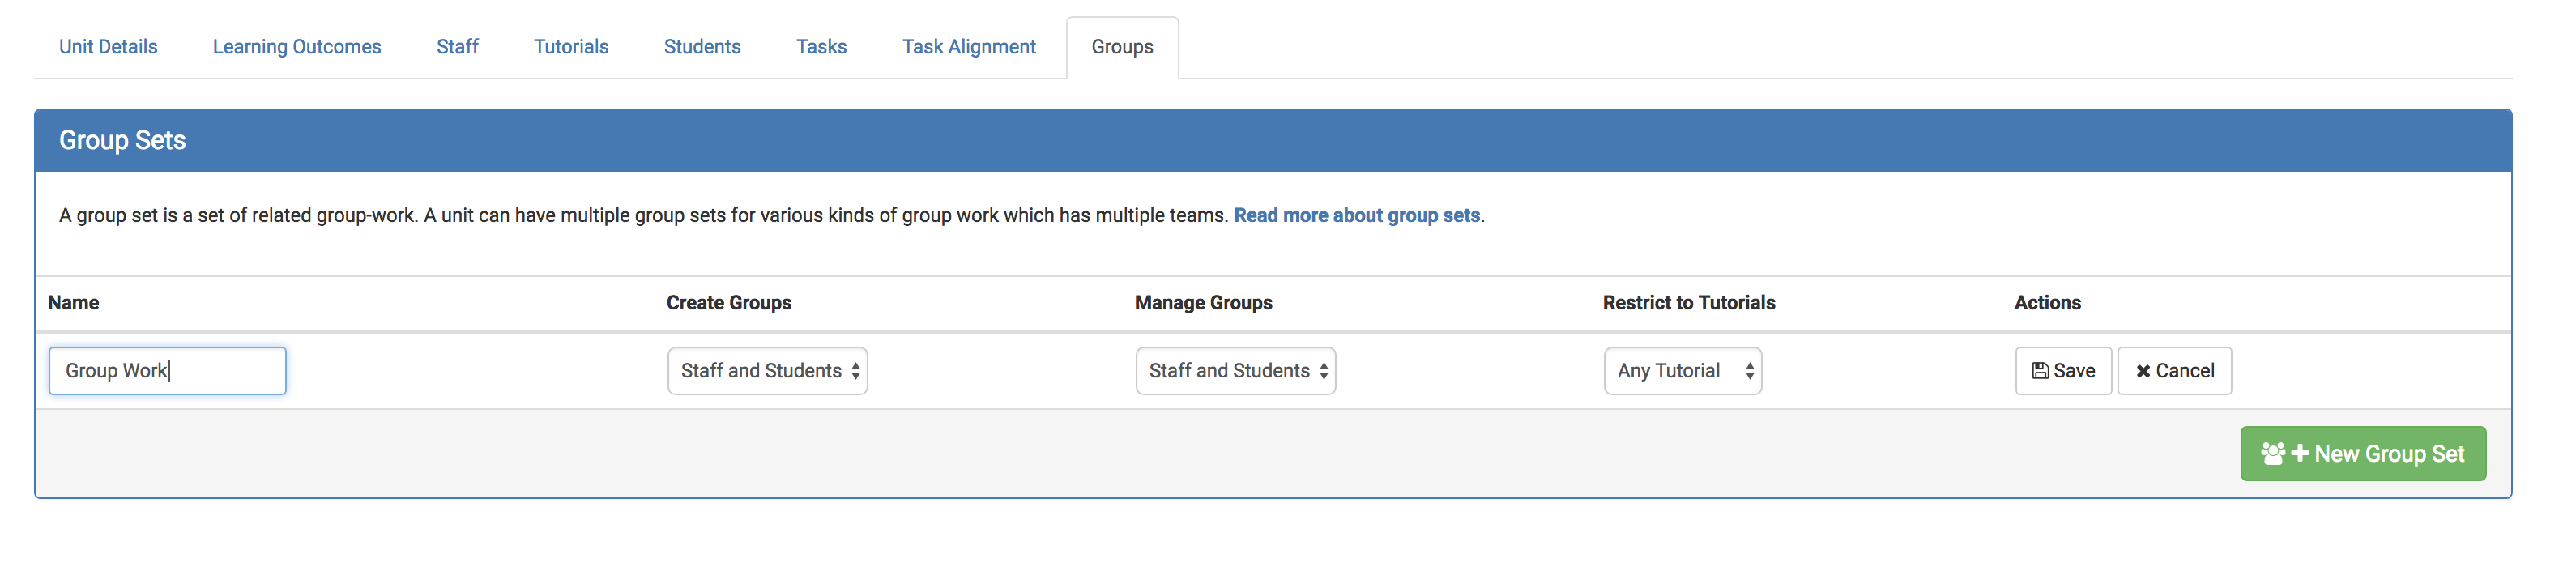 Unit Details Learning Outcomes Staff Tutorials Students Tasks Task Alignment Groups
Group Sets
A group set is a set of related group-work. A unit can have multiple group sets for various kinds of group work which has multiple teams. Read more about group sets.
Name Create Groups Manage Groups Restrict to Tutorials Actions
Group Work Staff and Students Staff and Students Any Tutorial Save Cancel
New Group Set